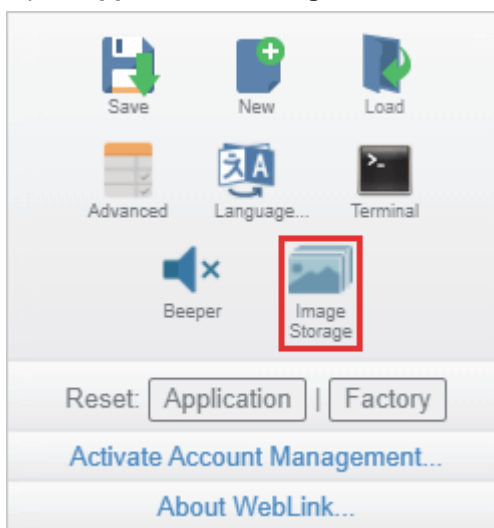 Save New Load
Advanced Language... Terminal
Beeper Image
Storage
Reset: Application | Factory
Activate Account Management...
About WebLink...